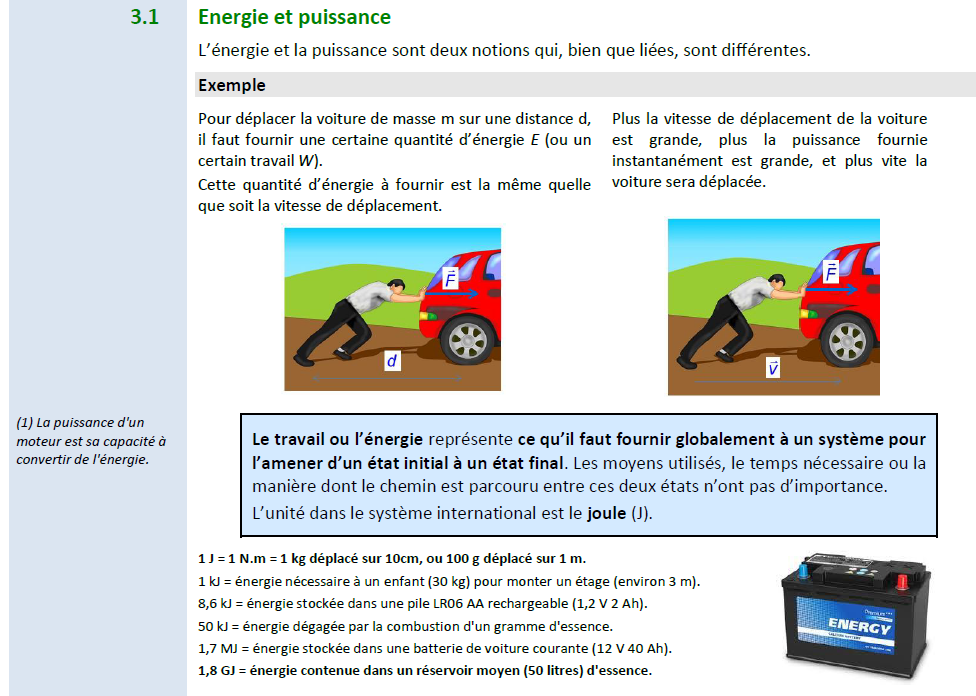 3.1 Energie et puissance
L’énergie et la puissance sont deux notions qui, bien que liées, sont différentes.
Exemple
Pour déplacer la voiture de masse m sur une distance d,
il faut fournir une certaine quantité d’énergie E (ou un
certain travail W).
Cette quantité d’énergie à fournir est la même quelle
que soit la vitesse de déplacement.
Plus la vitesse de déplacement de la voiture
est grande, plus la puissance fournie
instantanément est grande, et plus vite la
voiture sera déplacée.
F⃗
d
F⃗
v⃗
(1) La puissance d'un
moteur est sa capacité à
convertir de l'énergie.
Le travail ou l’énergie représente ce qu’il faut fournir globalement à un système pour
l’amener d’un état initial à un état final. Les moyens utilisés, le temps nécessaire ou la
manière dont le chemin est parcouru entre ces deux états n’ont pas d’importance.
L’unité dans le système international est le joule (J).
1 J = 1 N.m = 1 kg déplacé sur 10cm, ou 100 g déplacé sur 1 m.
1 kJ = énergie nécessaire à un enfant (30 kg) pour monter un étage (environ 3 m).
8,6 kJ = énergie stockée dans une pile LR06 AA rechargeable (1,2 V 2 Ah).
50 kJ = énergie dégagée par la combustion d'un gramme d'essence.
1,7 MJ = énergie stockée dans une batterie de voiture courante (12 V 40 Ah).
1,8 GJ = énergie contenue dans un réservoir moyen (50 litres) d'essence.
Premium
ENERGY